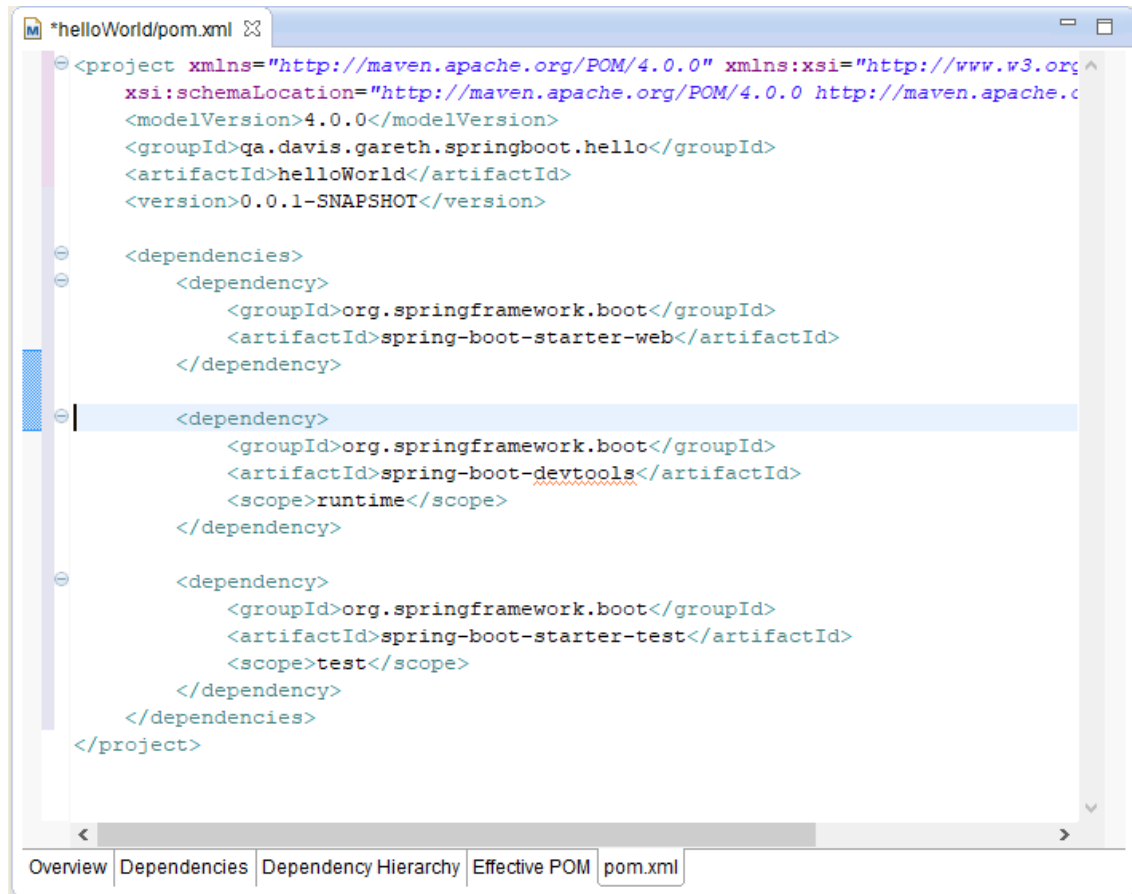 *helloWorld/pom.xml
<project xmlns="http://maven.apache.org/POM/4.0.0" xmlns:xsi="http://www.w3.org
xsi:schemaLocation="http://maven.apache.org/POM/4.0.0 http://maven.apache.o
<modelVersion>4.0.0</modelVersion>
<groupId>qa.davis.gareth.springboot.hello</groupId>
<artifactId>helloWorld</artifactId>
<version>0.0.1-SNAPSHOT</version>
<dependencies>
<dependency>
<groupId>org.springframework.boot</groupId>
<artifactId>spring-boot-starter-web</artifactId>
</dependency>
<dependency>
<groupId>org.springframework.boot</groupId>
<artifactId>spring-boot-devtools</artifactId>
<scope>runtime</scope>
</dependency>
<dependency>
<groupId>org.springframework.boot</groupId>
<artifactId>spring-boot-starter-test</artifactId>
<scope>test</scope>
</dependency>
</dependencies>
</project>
Overview Dependencies Dependency Hierarchy Effective POM pom.xml